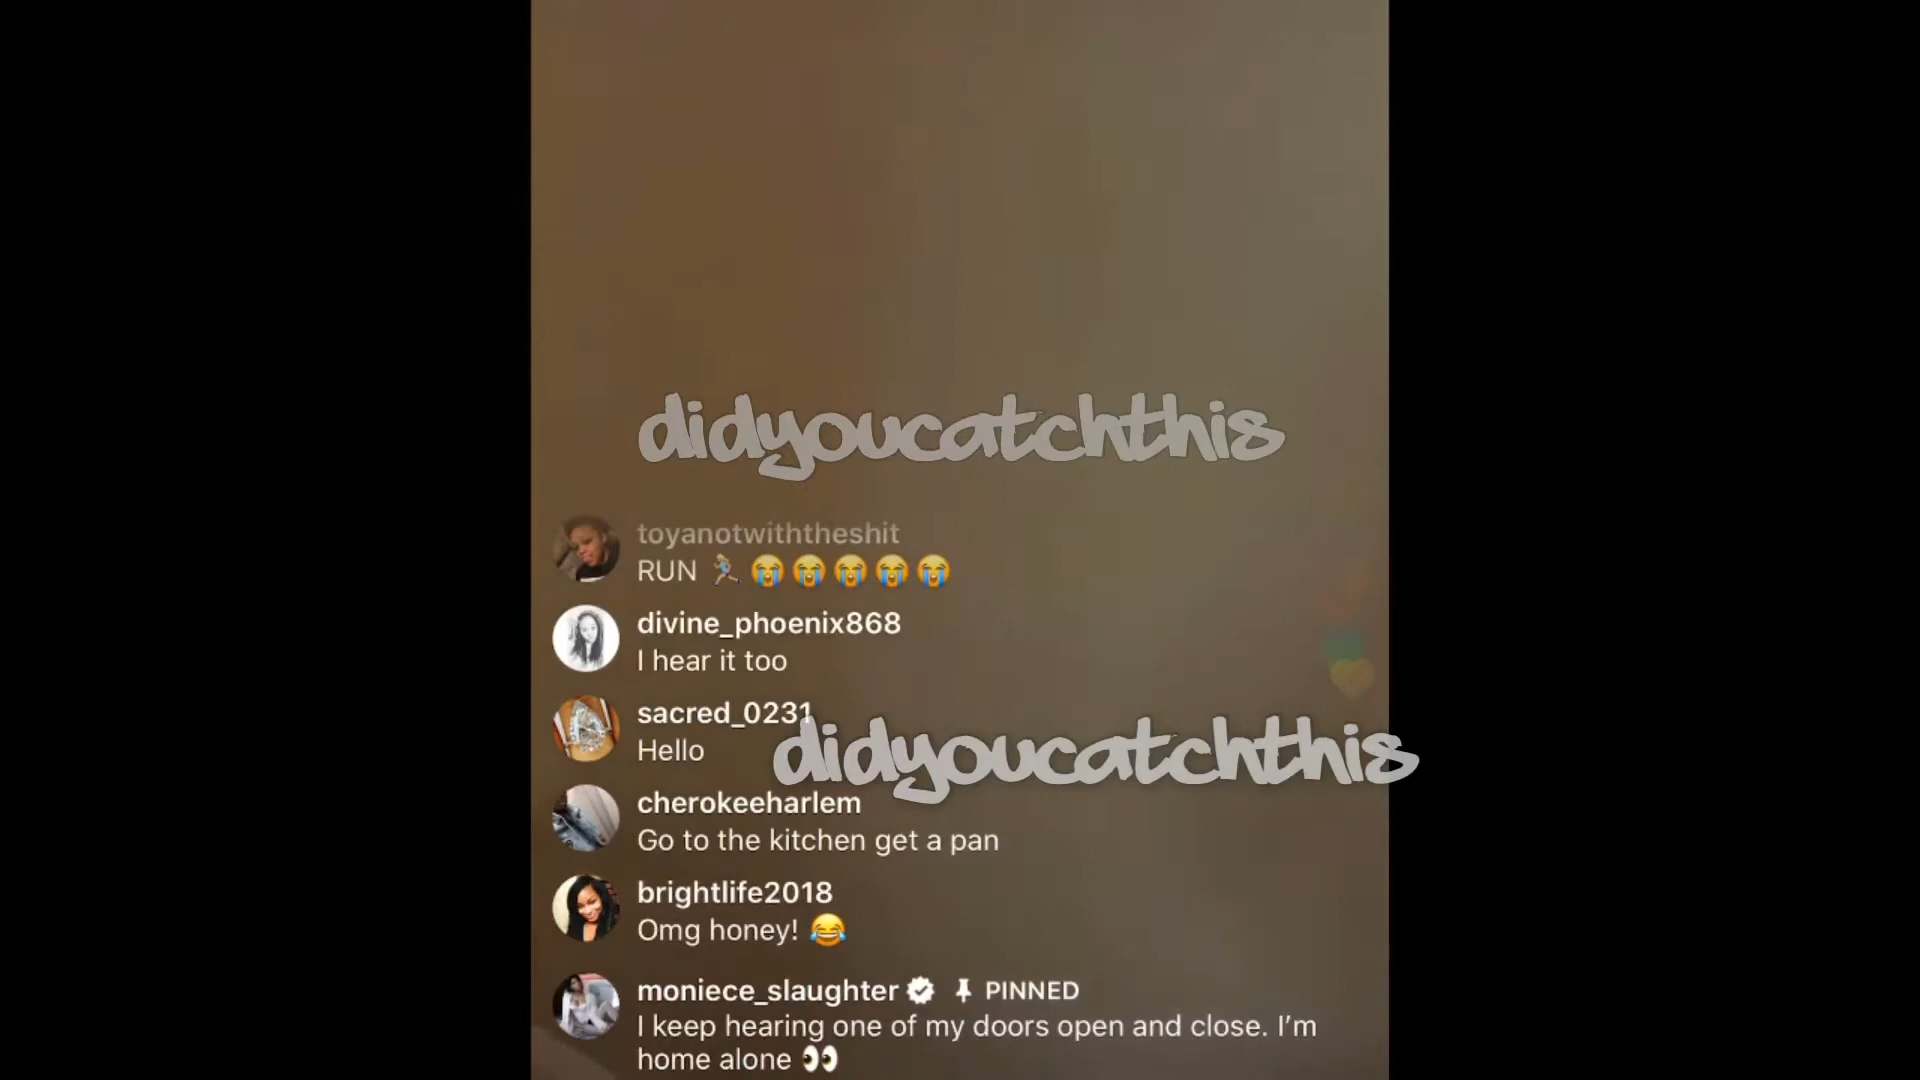 didyoucatchthis
toyanotwiththeshit
RUN 🏃🏼‍♀️ 😭 😭 😭 😭 😭
divine_phoenix868
I hear it too
sacred_0231
Hello
didyoucatchthis
cherokeeharlem
Go to the kitchen get a pan
brightlife2018
Omg honey! 😂
moniece_slaughter PINNED
I keep hearing one of my doors open and close. I’m
home alone 👀